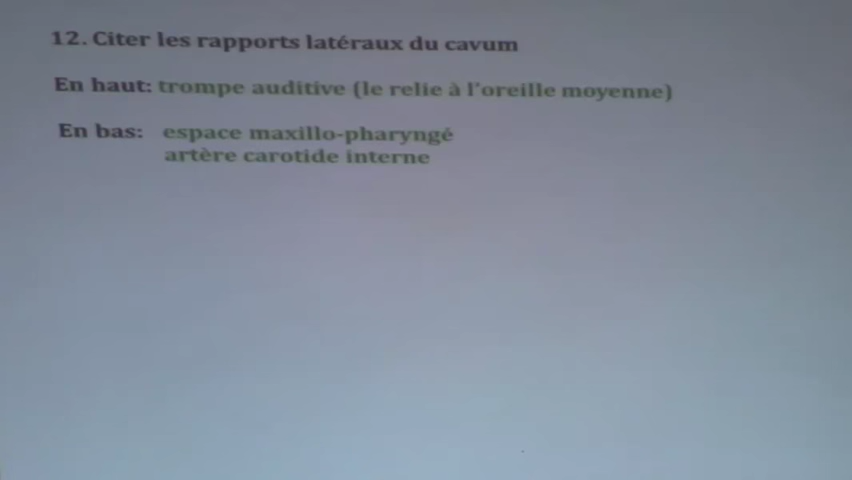 12. Citer les rapports latéraux du cavum
En haut: trompe auditive (le relie à l'oreille moyenne)
En bas: espace maxillo-pharyngé
artère carotide interne